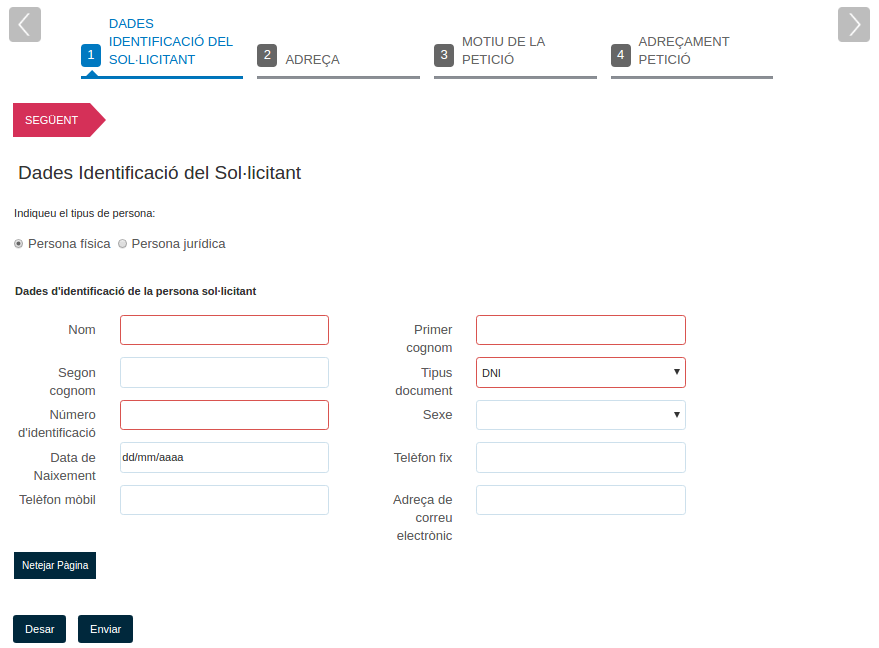 1 DADES
IDENTIFICACIÓ DEL
SOL·LICITANT
2 ADREÇA
3 MOTIU DE LA
PETICIÓ
4 ADREÇAMENT
PETICIÓ
SEGÜENT
Dades Identificació del Sol·licitant
Indiqueu el tipus de persona:
Persona física Persona jurídica
Dades d'identificació de la persona sol·licitant
Nom
Primer
cognom
Segon
cognom
Tipus
document
DNI
Número
d'identificació
Sexe
Data de
Naixement
dd/mm/aaaa
Telèfon fix
Telèfon mòbil
Adreça de
correu
electrònic
Netejar Pàgina
Desar Enviar